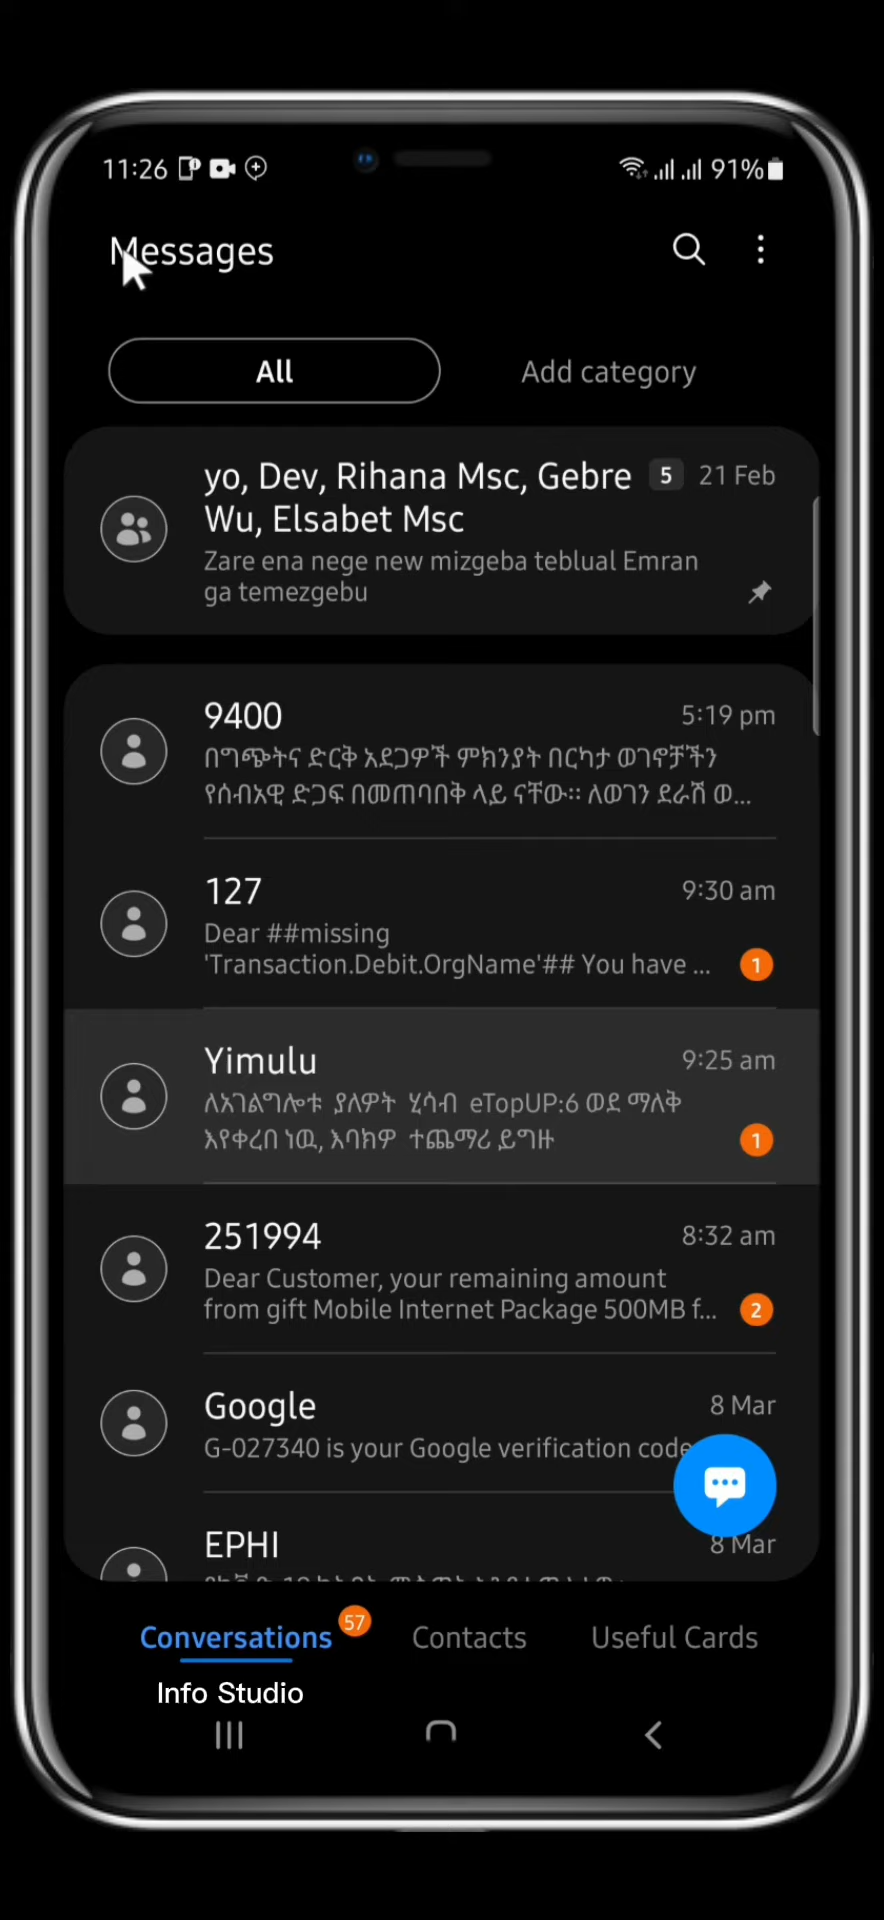 11:26
91%
Messages
All
Add category
yo, Dev, Rihana Msc, Gebre
5
21 Feb
Wu, Elsabet Msc
Zare ena nege new mizgeba teblual Emran
ga temezgebu
9400
5:19 pm
በግጭትና ድርቅ አደጋዎች ምክንያት በርካታ ወገኖቻችን
የሰብአዊ ድጋፍ በመጠባበቅ ላይ ናቸው። ለወገን ደራሽ ወ...
127
9:30 am
Dear ##missing
'Transaction.Debit.OrgName'## You have ...
1
Yimulu
9:25 am
ለአገልግሎቱ ያለዎት ሂሳብ eTopUP:6 ወደ ማለቅ
እየቀረበ ነዉ, እባክዎ ተጨማሪ ይግዙ
1
251994
8:32 am
Dear Customer, your remaining amount
from gift Mobile Internet Package 500MB f...
2
Google
8 Mar
G-027340 is your Google verification code
EPHI
8 Mar
Conversations
57
Contacts
Useful Cards
Info Studio